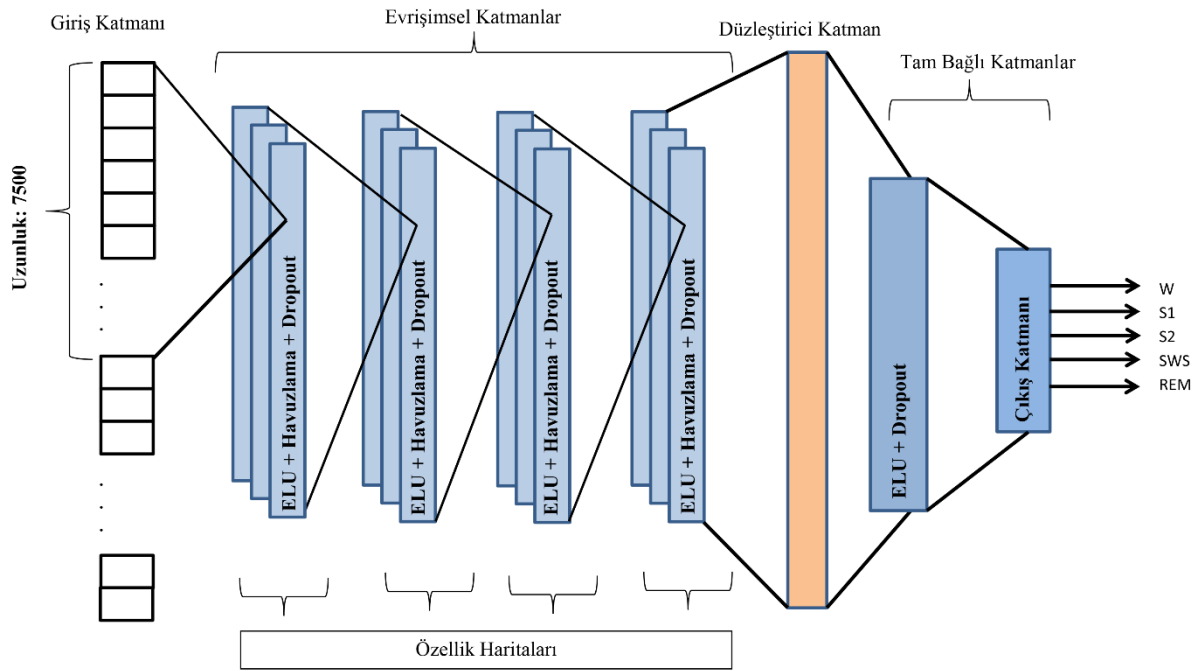 Giriş Katmanı
Evrişimsel Katmanlar
Düzleştirici Katman
Tam Bağlı Katmanlar
Uzunluk: 7500
ELU + Havuzlama + Dropout
ELU + Havuzlama + Dropout
ELU + Havuzlama + Dropout
ELU + Havuzlama + Dropout
ELU + Dropout
Çıkış Katmanı
W
S1
S2
SWS
REM
Özellik Haritaları